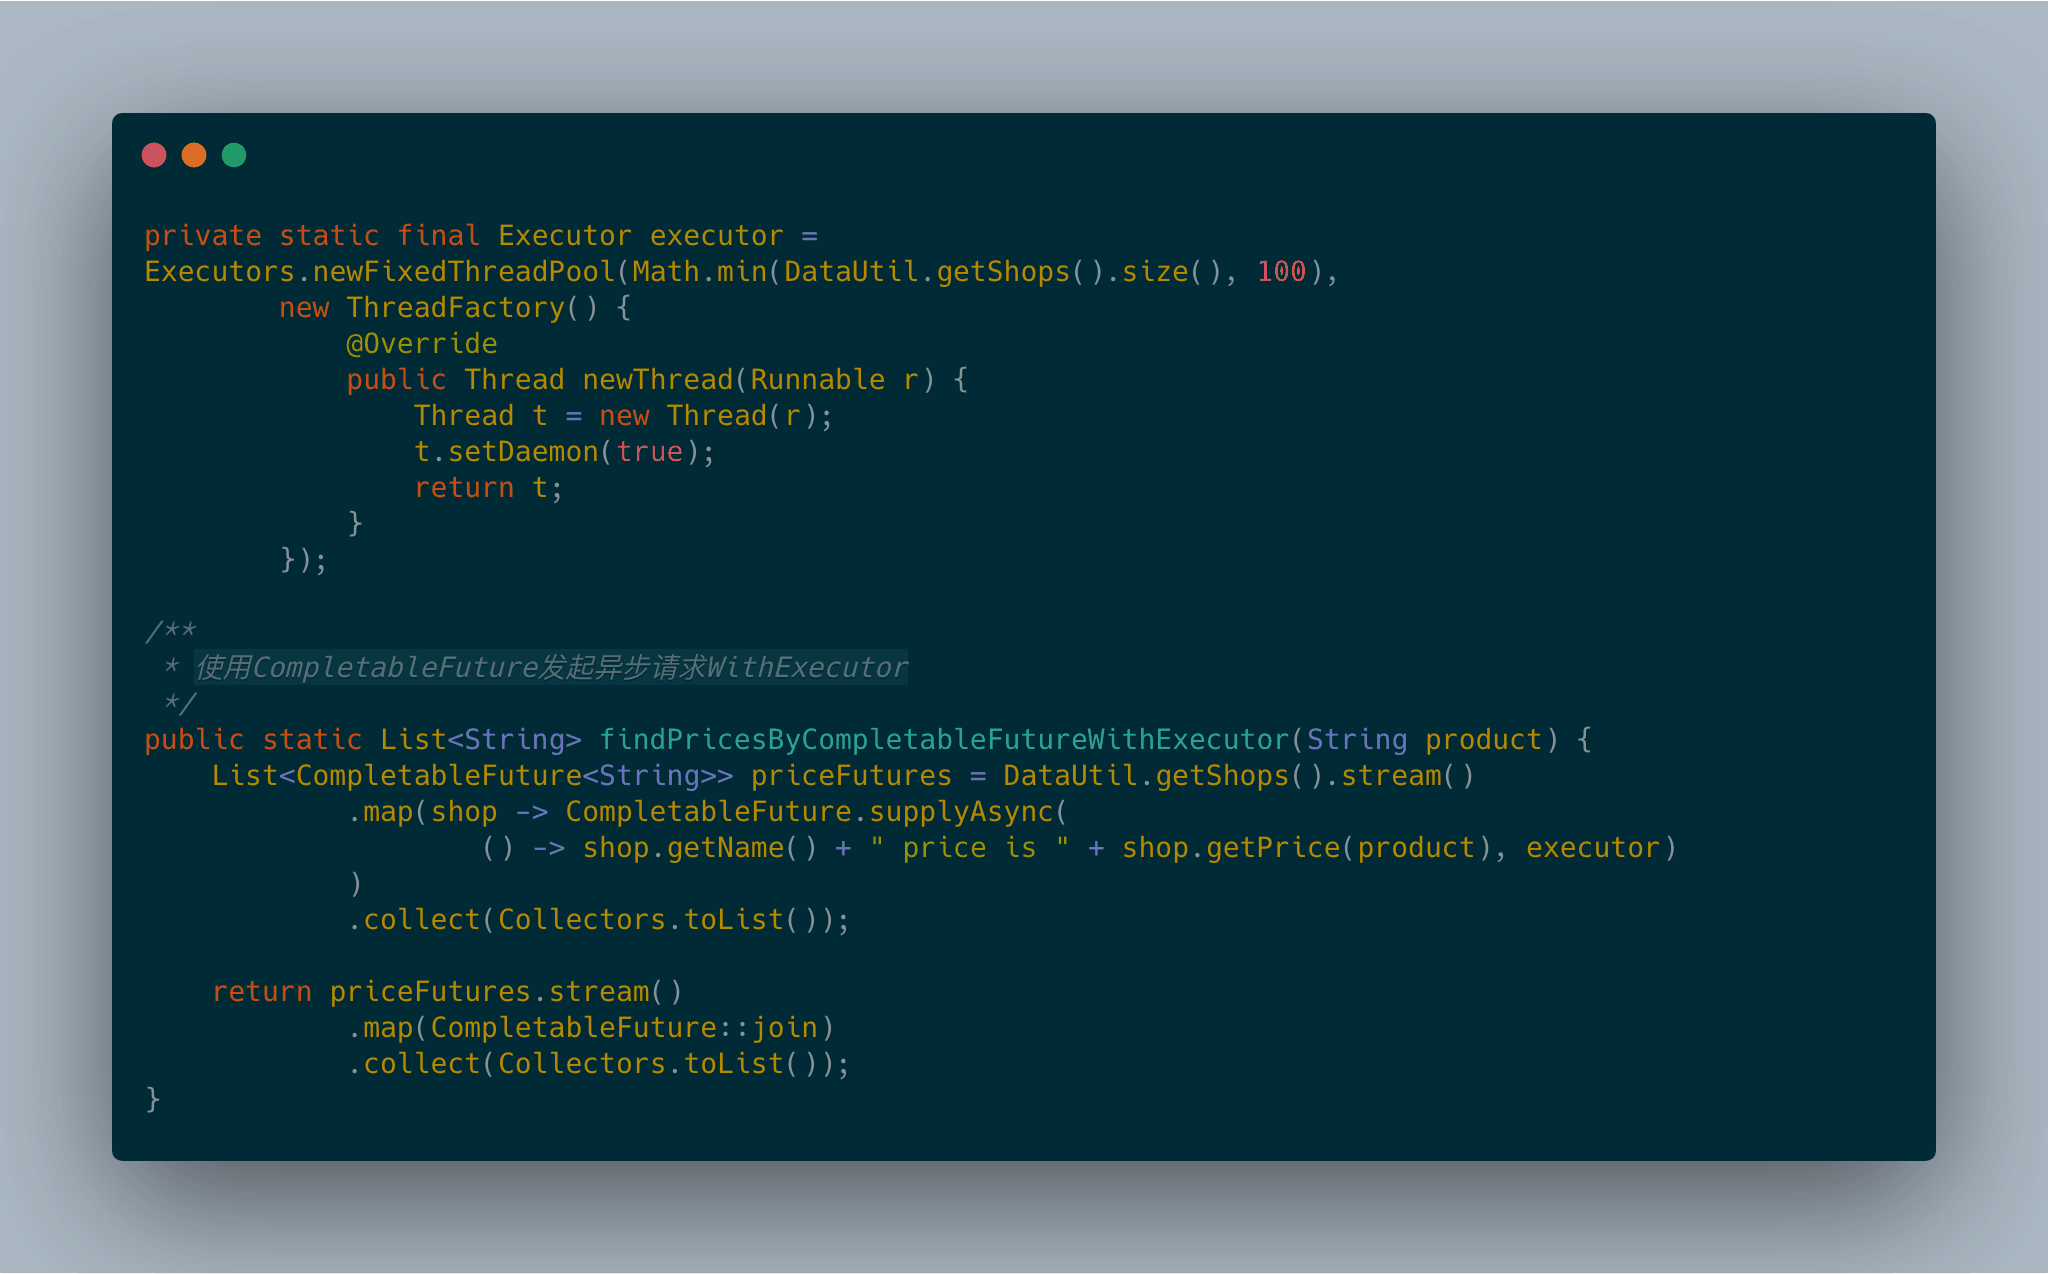 private static final Executor executor =
Executors.newFixedThreadPool(Math.min(DataUtil.getShops().size(), 100),
        new ThreadFactory() {
            @Override
            public Thread newThread(Runnable r) {
                Thread t = new Thread(r);
                t.setDaemon(true);
                return t;
            }
        });

/**
 * 使用CompletableFuture发起异步请求WithExecutor
 */
public static List<String> findPricesByCompletableFutureWithExecutor(String product) {
    List<CompletableFuture<String>> priceFutures = DataUtil.getShops().stream()
            .map(shop -> CompletableFuture.supplyAsync(
                    () -> shop.getName() + " price is " + shop.getPrice(product), executor)
            )
            .collect(Collectors.toList());

    return priceFutures.stream()
            .map(CompletableFuture::join)
            .collect(Collectors.toList());
}